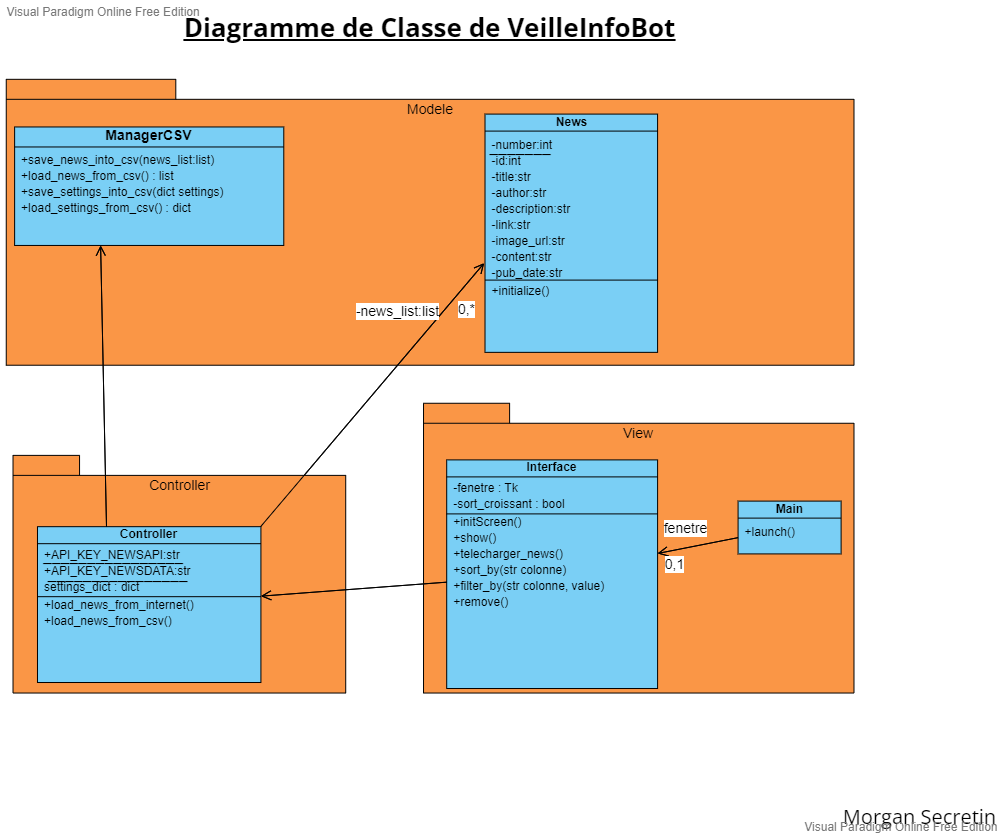 Visual Paradigm Online Free Edition
Diagramme de Classe de VeilleInfoBot
Modele
ManagerCSV
+save_news_into_csv(news_list:list)
+load_news_from_csv() : list
+save_settings_into_csv(dict settings)
+load_settings_from_csv() : dict
News
-number:int
-id:int
-title:str
-author:str
-description:str
-link:str
-image_url:str
-content:str
-pub_date:str
+initialize()
-news_list:list
0,*
Controller
Controller
+API_KEY_NEWSAPI:str
+API_KEY_NEWSDATA:str
settings_dict : dict
+load_news_from_internet()
+load_news_from_csv()
View
Interface
-fenetre : Tk
-sort_croissant : bool
+initScreen()
+show()
+telecharger_news()
+sort_by(str colonne)
+filter_by(str colonne, value)
+remove()
fenetre
0,1
Main
+launch()
Morgan Secretin
Visual Paradigm Online Free Edition